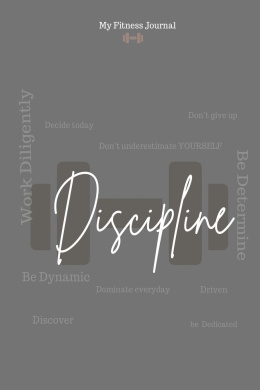 My Fitness Journal
Don't give up
Decide today
Work Diligently
Don't underestimate YOURSELF
Be Determine
Discipline
Be Dynamic
Dominate everyday
Driven
Discover
be Dedicated